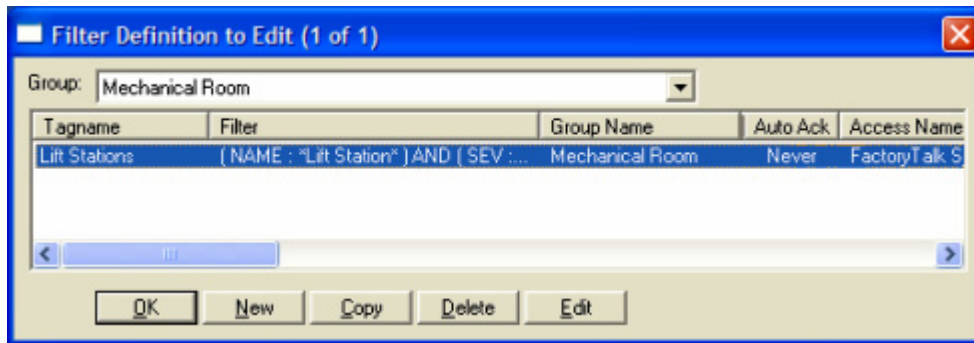 Filter Definition to Edit (1 of 1)
Group: Mechanical Room
Tagname Filter Group Name Auto Ack Access Name
Lift Stations ( NAME : "Lift Station* ) AND ( SEV :... Mechanical Room Never FactoryTalk S
OK New Copy Delete Edit